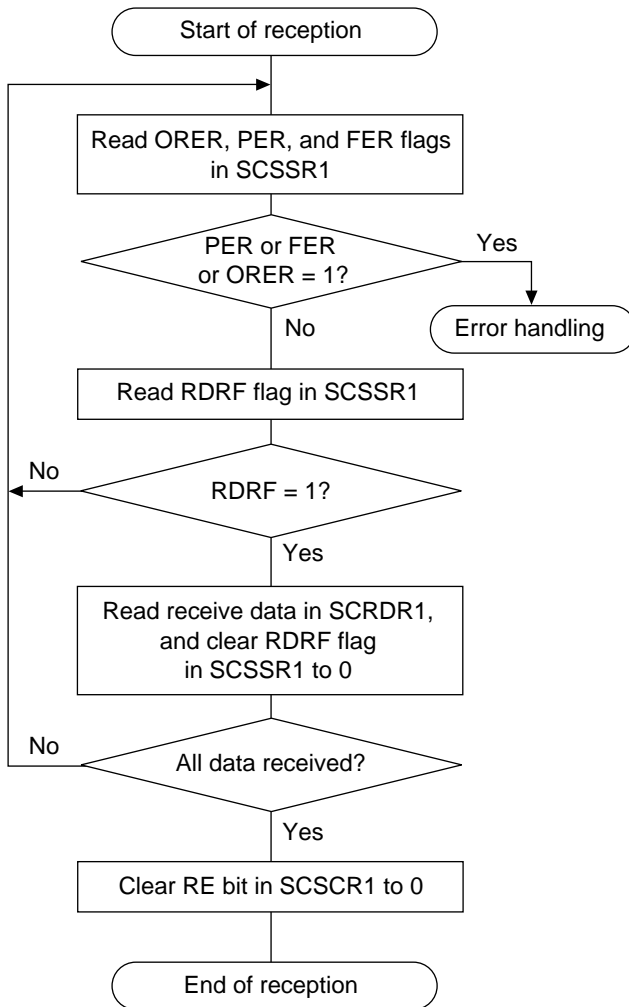 Start of reception
Read ORER, PER, and FER flags
in SCSSR1
PER or FER
or ORER = 1?
Yes
Error handling
No
Read RDRF flag in SCSSR1
No
RDRF = 1?
Yes
Read receive data in SCRDR1,
and clear RDRF flag
in SCSSR1 to 0
No
All data received?
Yes
Clear RE bit in SCSCR1 to 0
End of reception